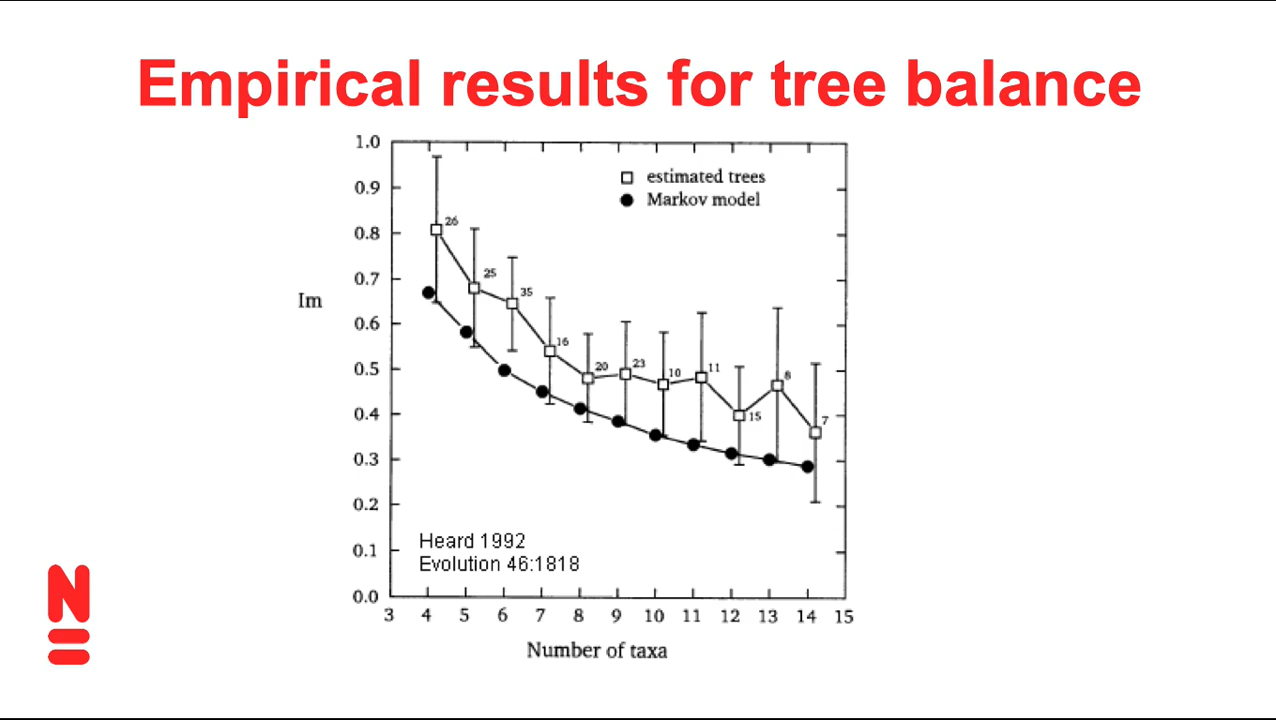 Empirical results for tree balance
1.0
0.9
0.8
0.7
0.6
0.5
0.4
0.3
0.2
0.1
0.0
Im
estimated trees
Markov model
26
25
35
16
20
23
10
11
15
8
7
Heard 1992
Evolution 46:1818
3 4 5 6 7 8 9 10 11 12 13 14 15
Number of taxa
N